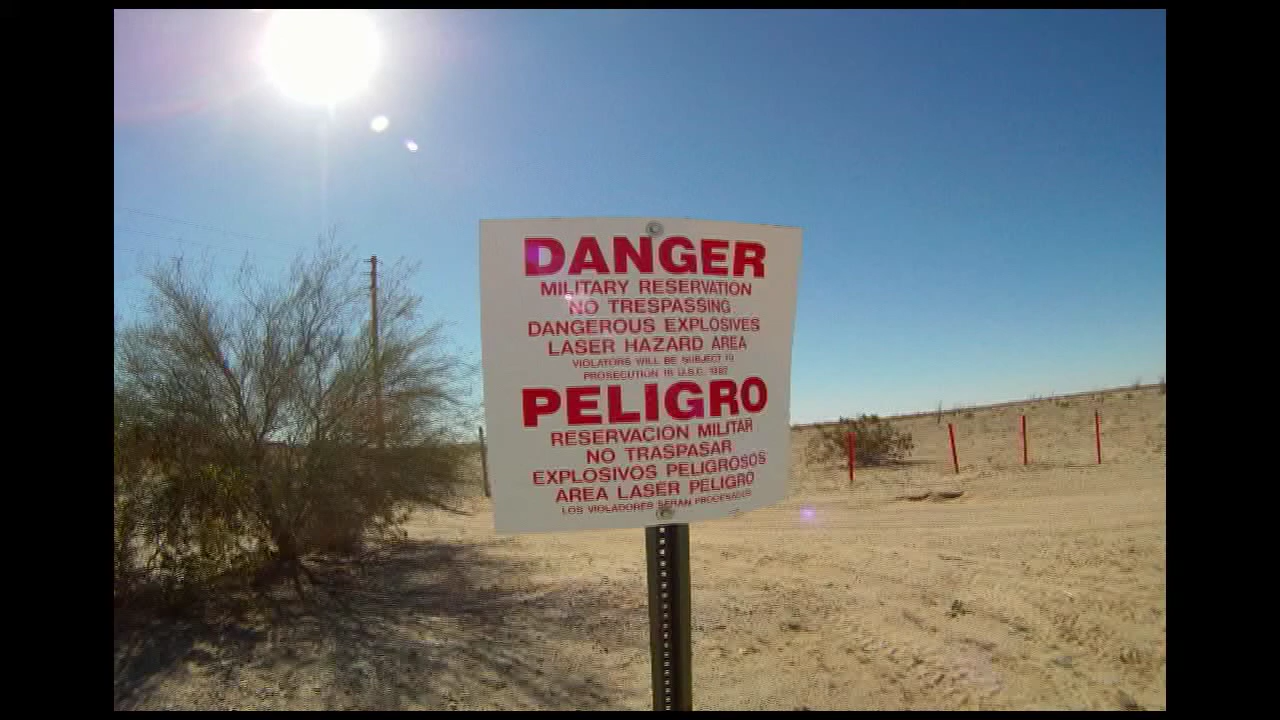 DANGER
MILITARY RESERVATION
NO TRESPASSING
DANGEROUS EXPLOSIVES
LASER HAZARD AREA
VIOLATORS WILL BE SUBJECT TO
PROSECUTION 18 U.S.C. 1382
PELIGRO
RESERVACION MILITAR
NO TRASPASAR
EXPLOSIVOS PELIGROSOS
AREA LASER PELIGRO
LOS VIOLADORES SERAN PROCESADOS